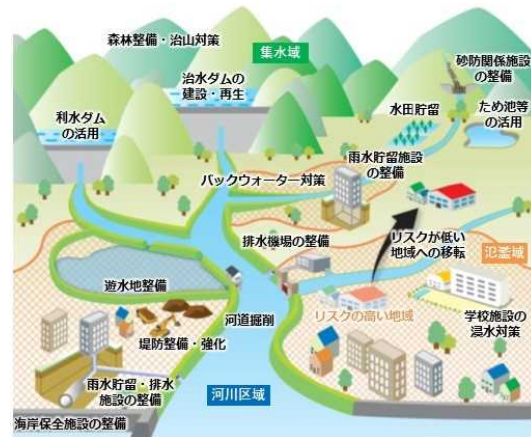 森林整備・治山対策
集水域
砂防関係施設
の整備
治水ダムの
建設・再生
水田貯留
ため池等
の活用
利水ダム
の活用
雨水貯留施設
の整備
バックウォーター対策
排水機場の整備
リスクが低い
地域への移転
氾濫域
遊水地整備
リスクの高い地域
学校施設の
浸水対策
河道掘削
堤防整備・強化
雨水貯留・排水
施設の整備
河川区域
海岸保全施設の整備